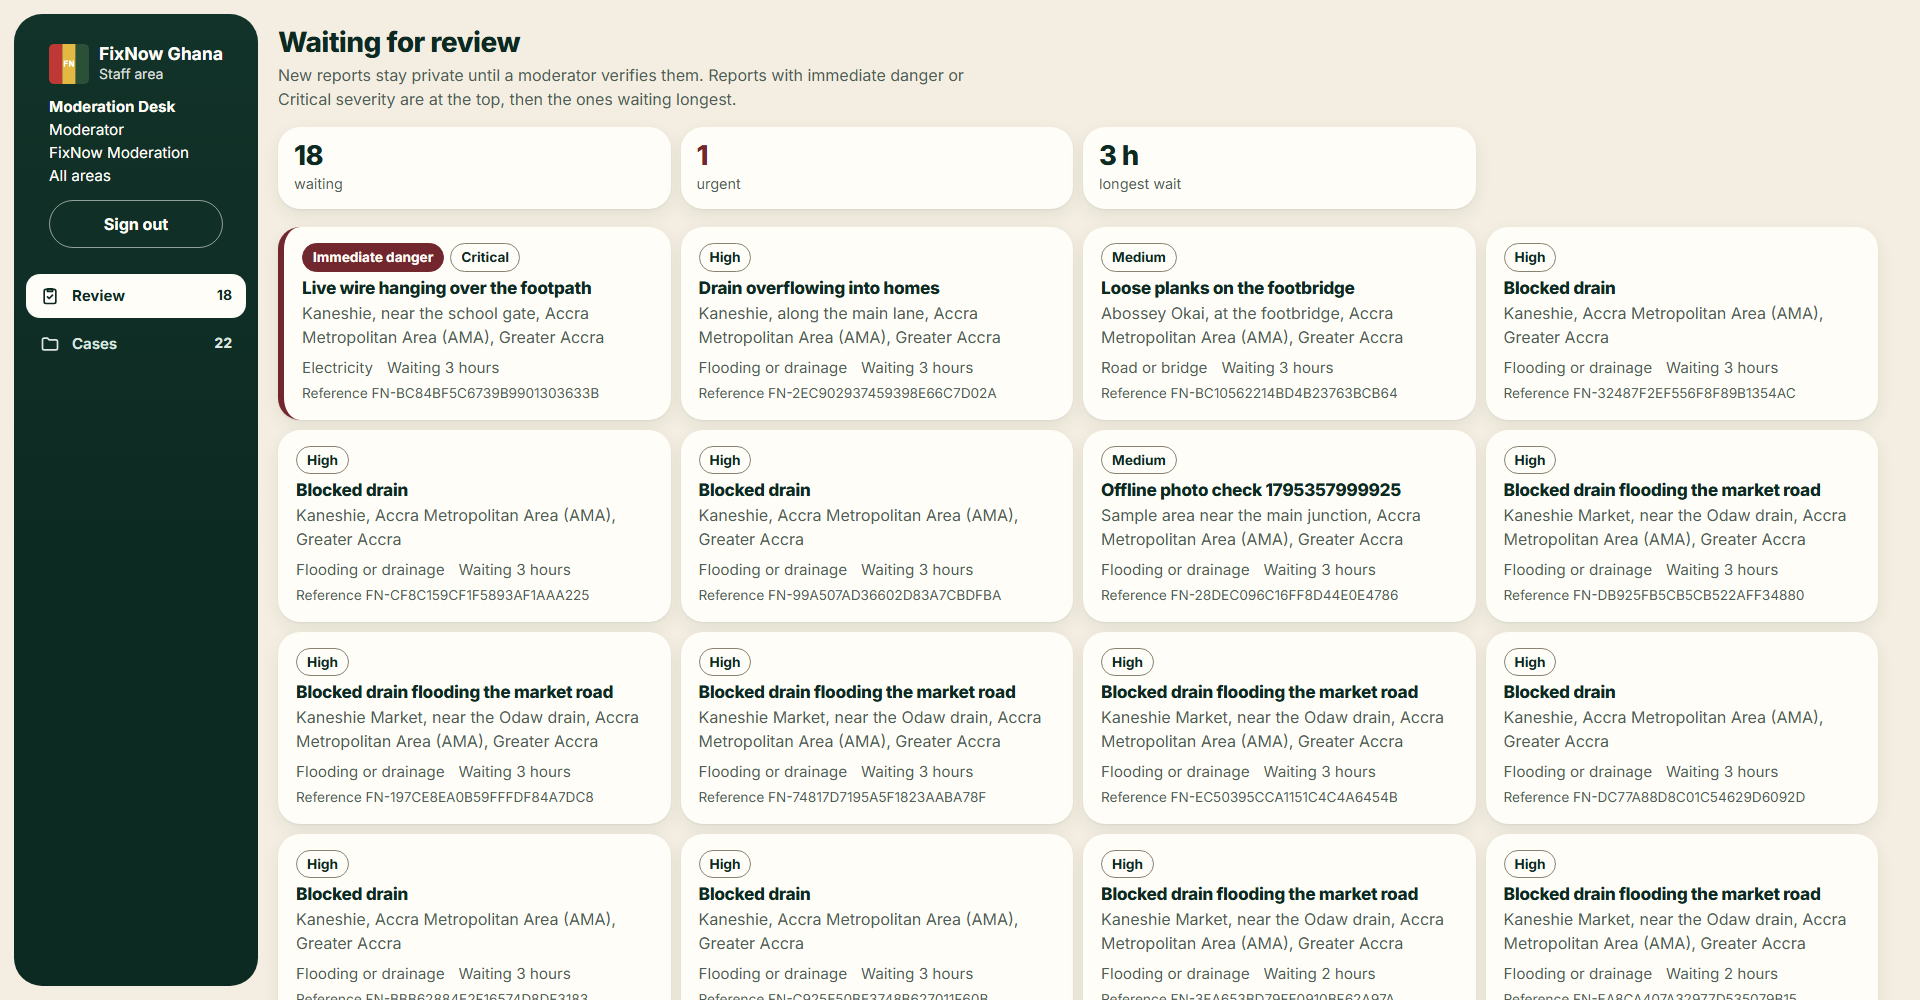 FN
FixNow Ghana
Staff area
Moderation Desk
Moderator
FixNow Moderation
All areas
Sign out
Review 18
Cases 22
Waiting for review
New reports stay private until a moderator verifies them. Reports with immediate danger or
Critical severity are at the top, then the ones waiting longest.
18
waiting
1
urgent
3 h
longest wait
Immediate danger Critical
Live wire hanging over the footpath
Kaneshie, near the school gate, Accra
Metropolitan Area (AMA), Greater Accra
Electricity Waiting 3 hours
Reference FN-BC84BF5C6739B9901303633B
High
Drain overflowing into homes
Kaneshie, along the main lane, Accra
Metropolitan Area (AMA), Greater Accra
Flooding or drainage Waiting 3 hours
Reference FN-2EC902937459398E66C7D02A
Medium
Loose planks on the footbridge
Abossey Okai, at the footbridge, Accra
Metropolitan Area (AMA), Greater Accra
Road or bridge Waiting 3 hours
Reference FN-BC10562214BD4B23763BCB64
High
Blocked drain
Kaneshie, Accra Metropolitan Area (AMA),
Greater Accra
Flooding or drainage Waiting 3 hours
Reference FN-32487F2EF556F8F89B1354AC
High
Blocked drain
Kaneshie, Accra Metropolitan Area (AMA),
Greater Accra
Flooding or drainage Waiting 3 hours
Reference FN-CF8C159CF1F5893AF1AAA225
High
Blocked drain
Kaneshie, Accra Metropolitan Area (AMA),
Greater Accra
Flooding or drainage Waiting 3 hours
Reference FN-99A507AD36602D83A7CBDFBA
Medium
Offline photo check 1795357999925
Sample area near the main junction, Accra
Metropolitan Area (AMA), Greater Accra
Flooding or drainage Waiting 3 hours
Reference FN-28DEC096C16FF8D44E0E4786
High
Blocked drain flooding the market road
Kaneshie Market, near the Odaw drain, Accra
Metropolitan Area (AMA), Greater Accra
Flooding or drainage Waiting 3 hours
Reference FN-DB925FB5CB5CB522AFF34880
High
Blocked drain flooding the market road
Kaneshie Market, near the Odaw drain, Accra
Metropolitan Area (AMA), Greater Accra
Flooding or drainage Waiting 3 hours
Reference FN-197CE8EA0B59FFFDF84A7DC8
High
Blocked drain flooding the market road
Kaneshie Market, near the Odaw drain, Accra
Metropolitan Area (AMA), Greater Accra
Flooding or drainage Waiting 3 hours
Reference FN-74817D7195A5F1823AABA78F
High
Blocked drain flooding the market road
Kaneshie Market, near the Odaw drain, Accra
Metropolitan Area (AMA), Greater Accra
Flooding or drainage Waiting 3 hours
Reference FN-EC50395CCA1151C4C4A6454B
High
Blocked drain
Kaneshie, Accra Metropolitan Area (AMA),
Greater Accra
Flooding or drainage Waiting 3 hours
Reference FN-DC77A88D8C01C54629D6092D
High
Blocked drain
Kaneshie, Accra Metropolitan Area (AMA),
Greater Accra
Flooding or drainage Waiting 3 hours
Reference
High
Blocked drain
Kaneshie, Accra Metropolitan Area (AMA),
Greater Accra
Flooding or drainage Waiting 3 hours
Reference
High
Blocked drain flooding the market road
Kaneshie Market, near the Odaw drain, Accra
Metropolitan Area (AMA), Greater Accra
Flooding or drainage Waiting 2 hours
Reference
High
Blocked drain flooding the market road
Kaneshie Market, near the Odaw drain, Accra
Metropolitan Area (AMA), Greater Accra
Flooding or drainage Waiting 2 hours
Reference